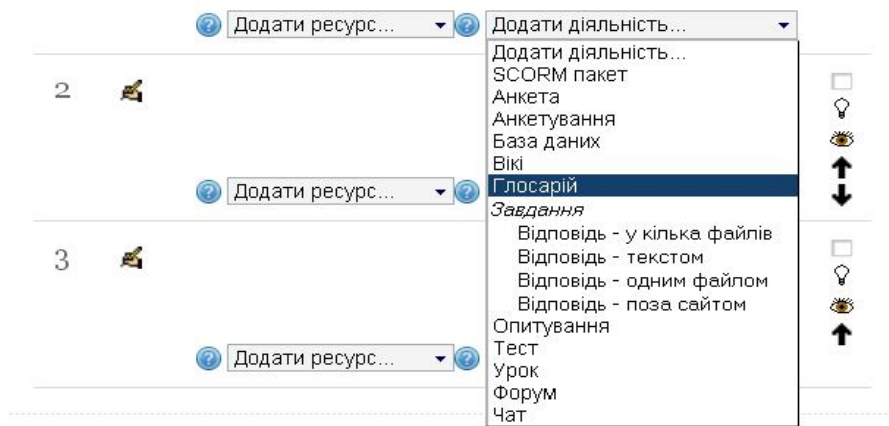 Додати ресурс... Додати діяльність...
Додати діяльність...
SCORM пакет
2
Анкета
Анкетування
База даних
Вікі
Додати ресурс... Глосарій
Завдання
Відповідь - у кілька файлів
3
Відповідь - текстом
Відповідь - одним файлом
Відповідь - поза сайтом
Опитування
Тест
Додати ресурс...
Урок
Форум
Чат